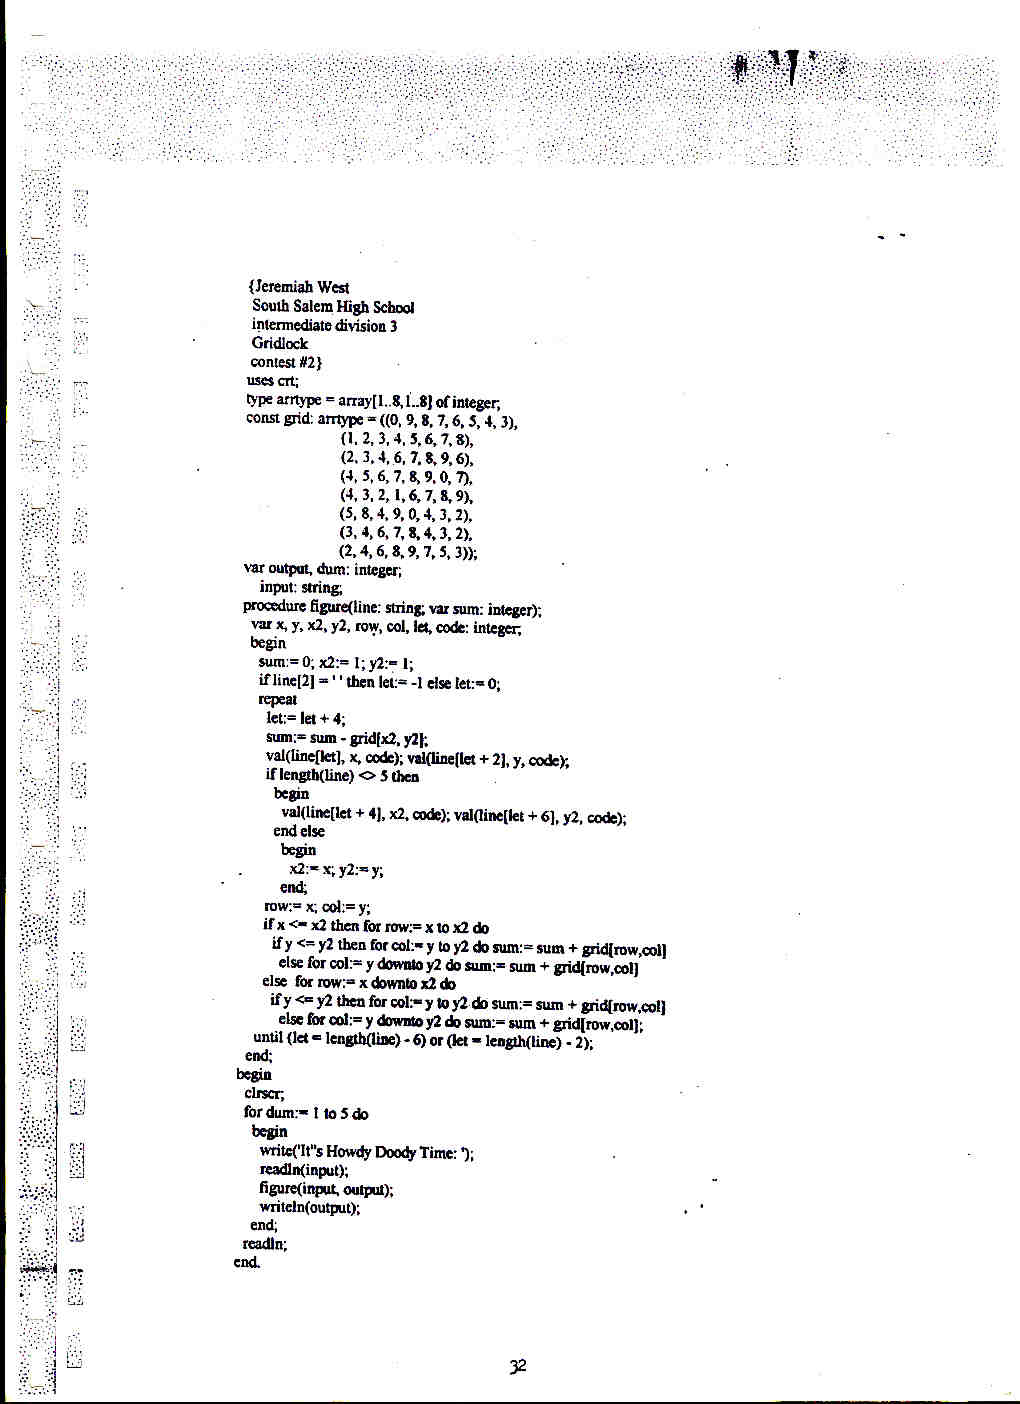 {Jeremiah West
South Salem High School
intermediate division 3
Gridlock
contest #2}
uses crt;
type arrtype = array[1..8,1..8] of integer;
const grid: arrtype = ((0, 9, 8, 7, 6, 5, 4, 3),
(1, 2, 3, 4, 5, 6, 7, 8),
(2, 3, 4, 6, 7, 8, 9, 6),
(4, 5, 6, 7, 8, 9, 0, 7),
(4, 3, 2, 1, 6, 7, 8, 9),
(5, 8, 4, 9, 0, 4, 3, 2),
(3, 4, 6, 7, 8, 4, 3, 2),
(2, 4, 6, 8, 9, 7, 5, 3));
var output, dum: integer;
input: string;
procedure figure(line: string; var sum: integer);
var x, y, x2, y2, row, col, let, code: integer;
begin
sum:= 0; x2:= 1; y2:= 1;
if line[2] = ' ' then let:= -1 else let:= 0;
repeat
let:= let + 4;
sum:= sum - grid[x2, y2];
val(line[let], x, code); val(line[let + 2], y, code);
if length(line) <> 5 then
begin
val(line[let + 4], x2, code); val(line[let + 6], y2, code);
end else
begin
x2:= x; y2:= y;
end;
row:= x; col:= y;
if x <= x2 then for row:= x to x2 do
if y <= y2 then for col:= y to y2 do sum:= sum + grid[row,col]
else for col:= y downto y2 do sum:= sum + grid[row,col]
else for row:= x downto x2 do
if y <= y2 then for col:= y to y2 do sum:= sum + grid[row,col]
else for col:= y downto y2 do sum:= sum + grid[row,col];
until (let = length(line) - 6) or (let = length(line) - 2);
end;
begin
clrscr;
for dum:= 1 to 5 do
begin
write('It''s Howdy Doody Time: ');
readln(input);
figure(input, output);
writeln(output);
end;
readln;
end.
32